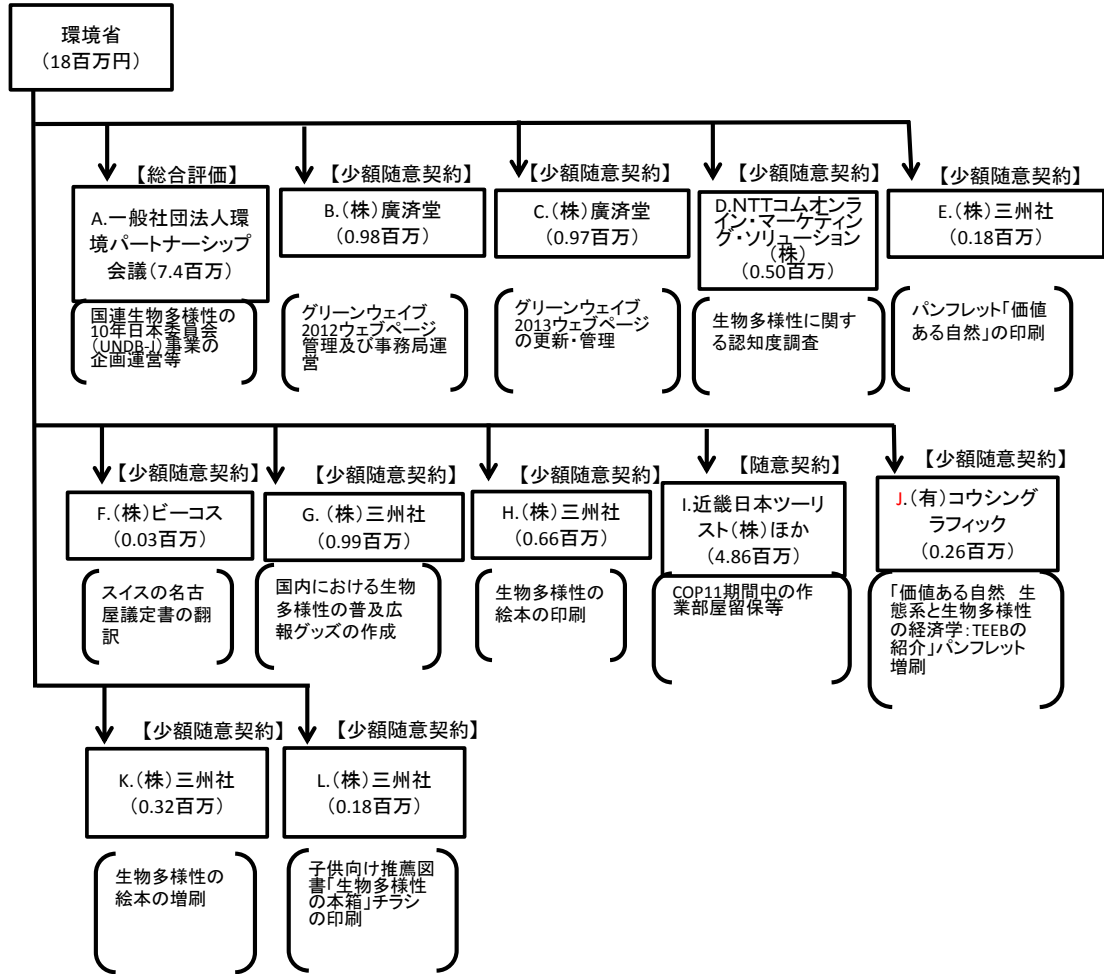 環境省
(18百万円)
【総合評価】
A.一般社団法人環
境パートナーシップ
会議(7.4百万)
国連生物多様性の
10年日本委員会
(UNDB-J)事業の
企画運営等
【少額随意契約】
B.(株)廣済堂
(0.98百万)
グリーンウェイブ
2012ウェブページ
管理及び事務局運
営
【少額随意契約】
C.(株)廣済堂
(0.97百万)
グリーンウェイブ
2013ウェブページ
の更新・管理
【少額随意契約】
D.NTTコムオンラ
イン・マーケティン
グ・ソリューション
(株)
(0.50百万)
生物多様性に関す
る認知度調査
【少額随意契約】
E.(株)三州社
(0.18百万)
パンフレット「価値
ある自然」の印刷
【少額随意契約】
F.(株)ビーコス
(0.03百万)
スイスの名古
屋議定書の翻
訳
【少額随意契約】
G.(株)三州社
(0.99百万)
国内における生物
多様性の普及広
報グッズの作成
【少額随意契約】
H.(株)三州社
(0.66百万)
生物多様性の
絵本の印刷
【随意契約】
I.近畿日本ツーリ
スト(株)ほか
(4.86百万)
COP11期間中の作
業部屋留保等
【少額随意契約】
J.(有)コウシング
ラフィック
(0.26百万)
「価値ある自然 生
態系と生物多様性
の経済学:TEEBの
紹介」パンフレット
増刷
【少額随意契約】
K.(株)三州社
(0.32百万)
生物多様性の
絵本の増刷
【少額随意契約】
L.(株)三州社
(0.18百万)
子供向け推薦図
書「生物多様性
の本箱」チラシ
の印刷